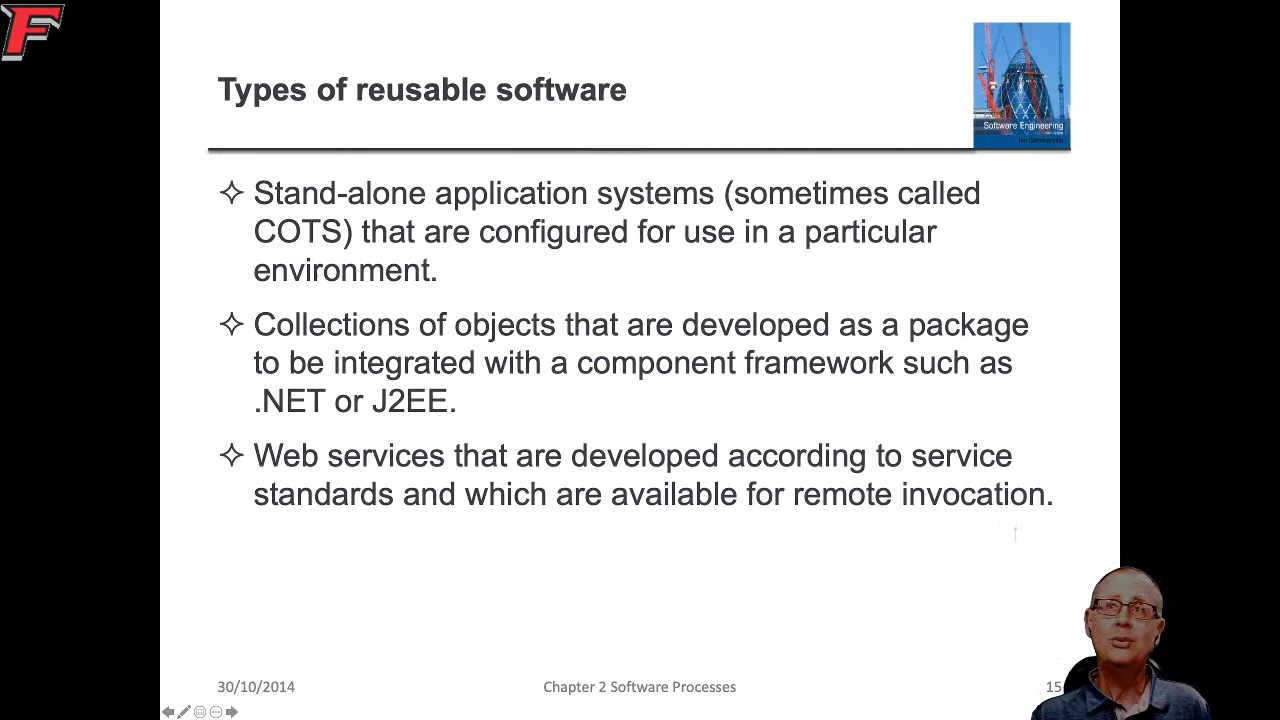 F
Types of reusable software
Software Engineering
Ian Sommerville
✧ Stand-alone application systems (sometimes called
COTS) that are configured for use in a particular
environment.
✧ Collections of objects that are developed as a package
to be integrated with a component framework such as
.NET or J2EE.
✧ Web services that are developed according to service
standards and which are available for remote invocation.
30/10/2014
Chapter 2 Software Processes
15